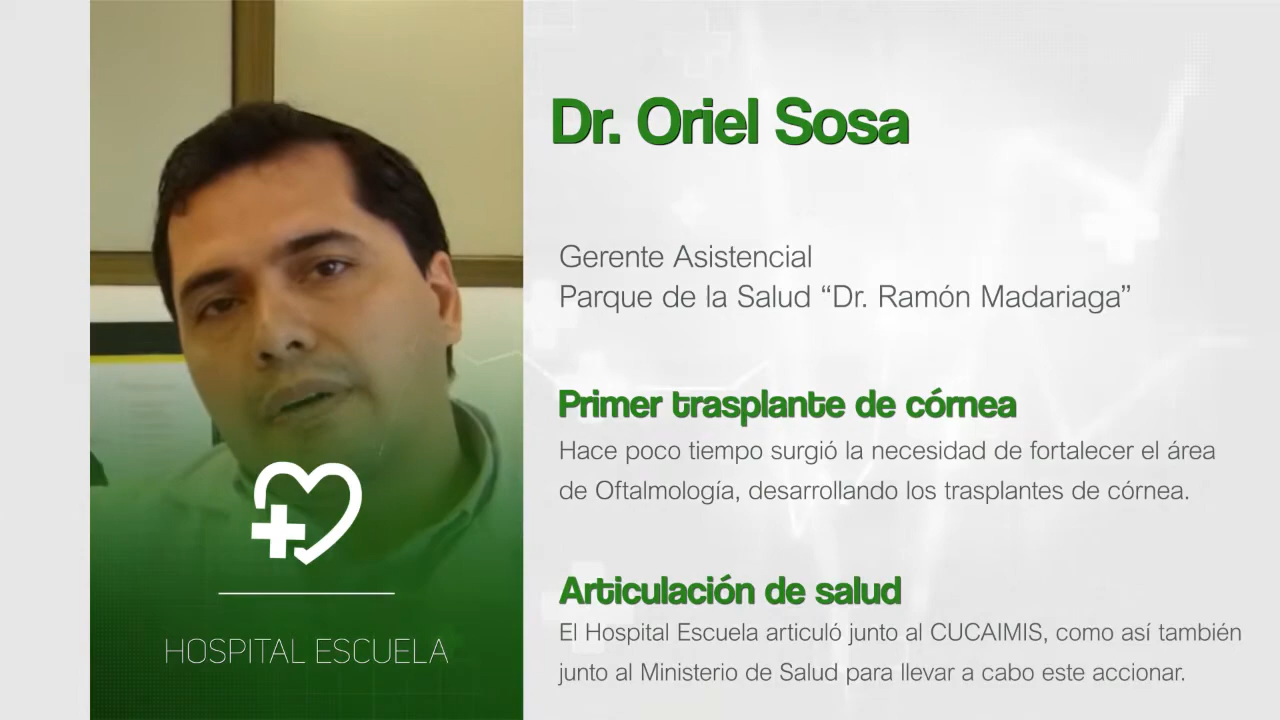 Dr. Oriel Sosa
Gerente Asistencial
Parque de la Salud “Dr. Ramón Madariaga”
Primer trasplante de córnea
Hace poco tiempo surgió la necesidad de fortalecer el área
de Oftalmología, desarrollando los trasplantes de córnea.
Articulación de salud
El Hospital Escuela articuló junto al CUCAIMIS, como así también
junto al Ministerio de Salud para llevar a cabo este accionar.
HOSPITAL ESCUELA